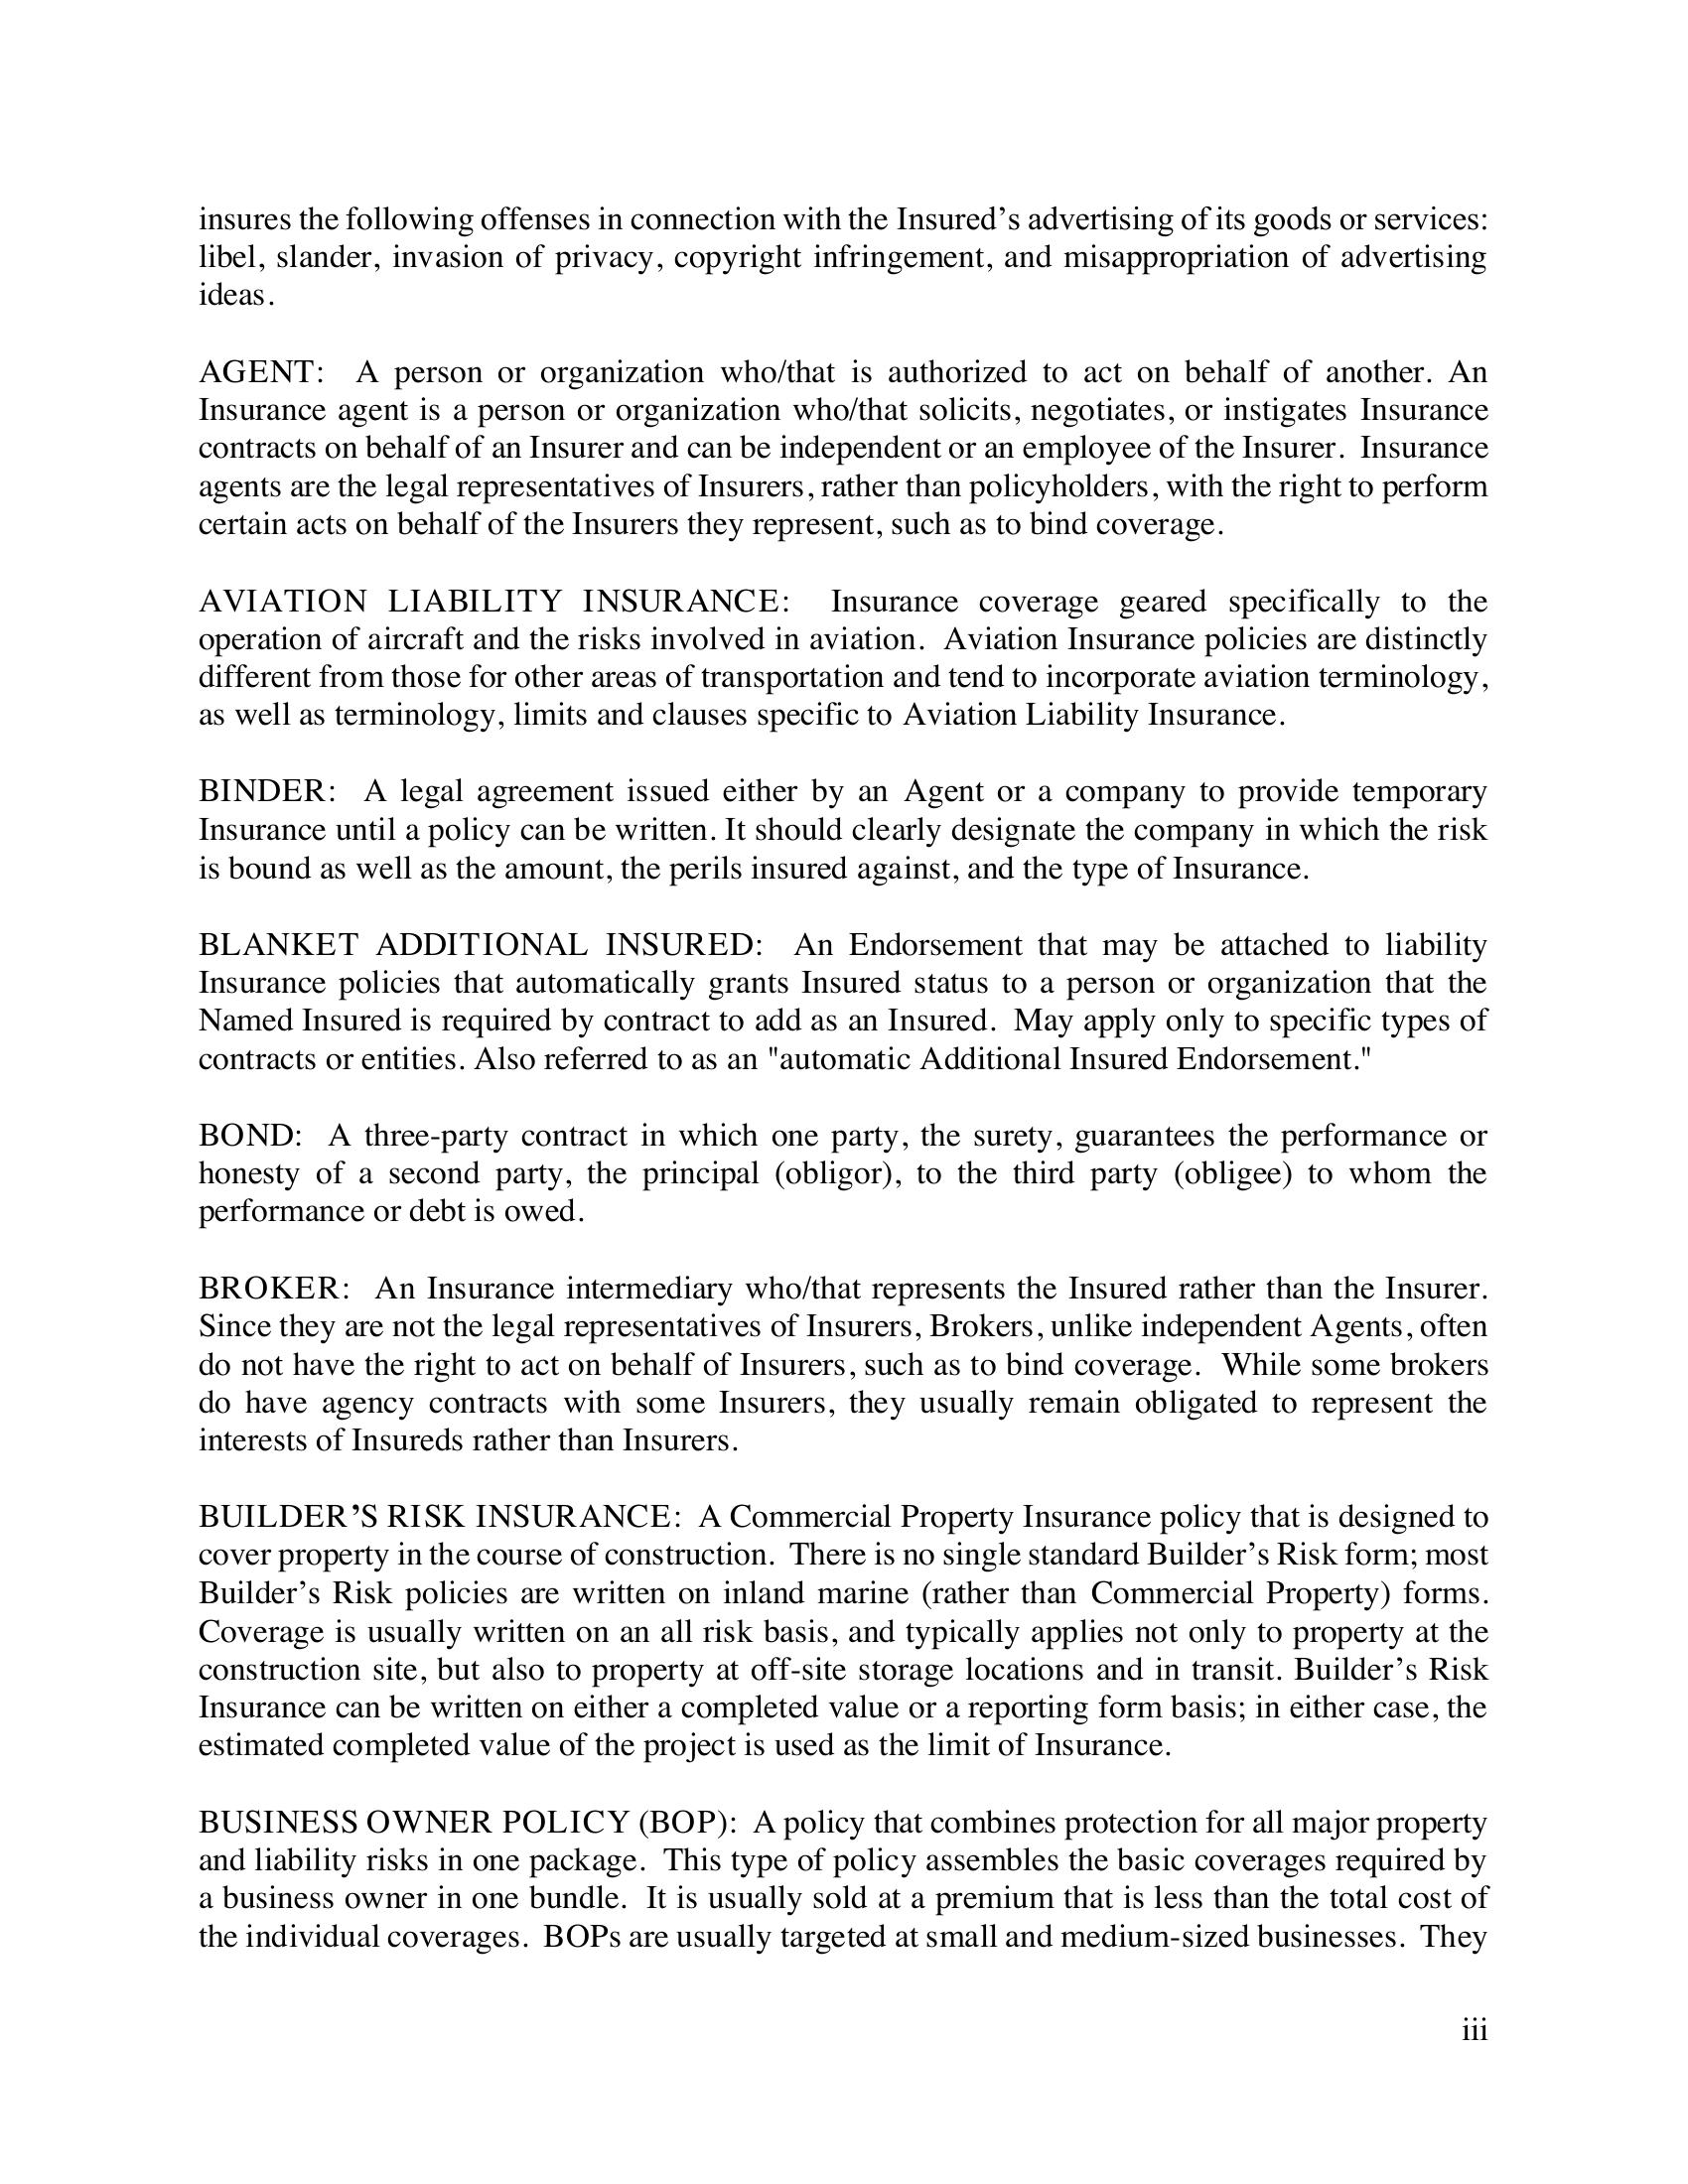 insures the following offenses in connection with the Insured’s advertising of its goods or services:
libel, slander, invasion of privacy, copyright infringement, and misappropriation of advertising
ideas.
AGENT:  A person or organization who/that is authorized to act on behalf of another. An
Insurance agent is a person or organization who/that solicits, negotiates, or instigates Insurance
contracts on behalf of an Insurer and can be independent or an employee of the Insurer.  Insurance
agents are the legal representatives of Insurers, rather than policyholders, with the right to perform
certain acts on behalf of the Insurers they represent, such as to bind coverage.
AVIATION LIABILITY INSURANCE:  Insurance coverage geared specifically to the
operation of aircraft and the risks involved in aviation.  Aviation Insurance policies are distinctly
different from those for other areas of transportation and tend to incorporate aviation terminology,
as well as terminology, limits and clauses specific to Aviation Liability Insurance.
BINDER:  A legal agreement issued either by an Agent or a company to provide temporary
Insurance until a policy can be written. It should clearly designate the company in which the risk
is bound as well as the amount, the perils insured against, and the type of Insurance.
BLANKET ADDITIONAL INSURED:  An Endorsement that may be attached to liability
Insurance policies that automatically grants Insured status to a person or organization that the
Named Insured is required by contract to add as an Insured.  May apply only to specific types of
contracts or entities. Also referred to as an "automatic Additional Insured Endorsement."
BOND:  A three-party contract in which one party, the surety, guarantees the performance or
honesty of a second party, the principal (obligor), to the third party (obligee) to whom the
performance or debt is owed.
BROKER:  An Insurance intermediary who/that represents the Insured rather than the Insurer.
Since they are not the legal representatives of Insurers, Brokers, unlike independent Agents, often
do not have the right to act on behalf of Insurers, such as to bind coverage.  While some brokers
do have agency contracts with some Insurers, they usually remain obligated to represent the
interests of Insureds rather than Insurers.
BUILDER’S RISK INSURANCE:  A Commercial Property Insurance policy that is designed to
cover property in the course of construction.  There is no single standard Builder’s Risk form; most
Builder’s Risk policies are written on inland marine (rather than Commercial Property) forms.
Coverage is usually written on an all risk basis, and typically applies not only to property at the
construction site, but also to property at off-site storage locations and in transit. Builder’s Risk
Insurance can be written on either a completed value or a reporting form basis; in either case, the
estimated completed value of the project is used as the limit of Insurance.
BUSINESS OWNER POLICY (BOP):  A policy that combines protection for all major property
and liability risks in one package.  This type of policy assembles the basic coverages required by
a business owner in one bundle.  It is usually sold at a premium that is less than the total cost of
the individual coverages.  BOPs are usually targeted at small and medium-sized businesses.  They
iii